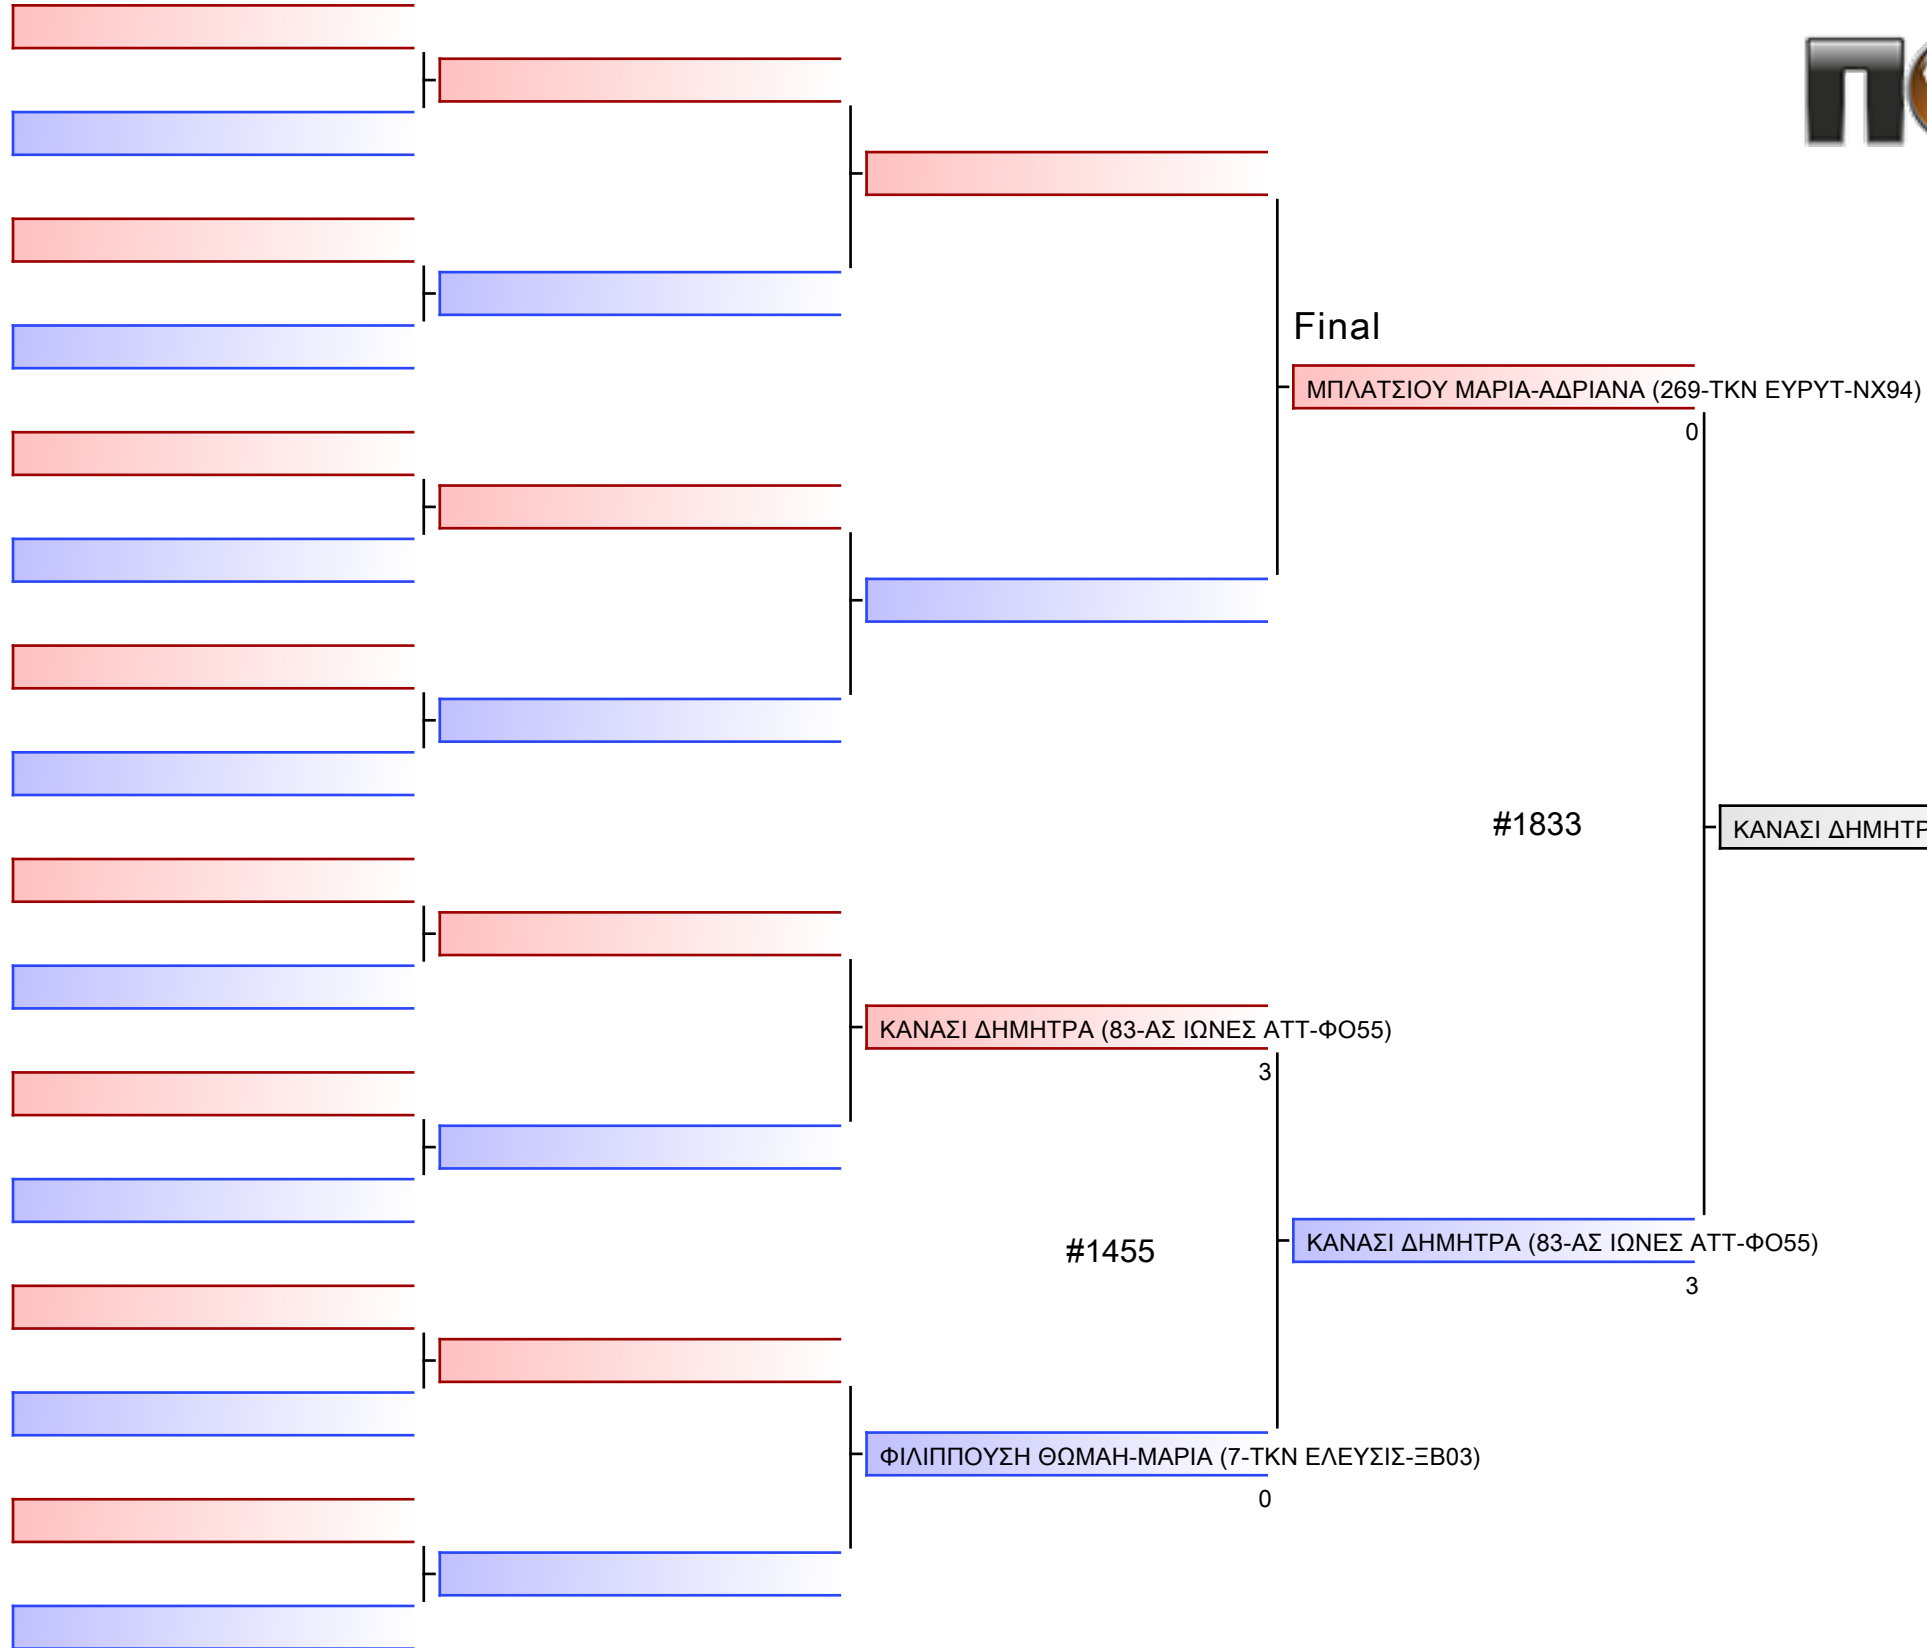 Final
ΜΠΛΑΤΣΙΟΥ ΜΑΡΙΑ-ΑΔΡΙΑΝΑ (269-ΤΚΝ ΕΥΡΥΤ-ΝΧ94)
0
#1833
ΚΑΝΑΣΙ ΔΗΜΗΤΡ
ΚΑΝΑΣΙ ΔΗΜΗΤΡΑ (83-ΑΣ ΙΩΝΕΣ ΑΤΤ-ΦΟ55)
3
#1455
ΚΑΝΑΣΙ ΔΗΜΗΤΡΑ (83-ΑΣ ΙΩΝΕΣ ΑΤΤ-ΦΟ55)
3
ΦΙΛΙΠΠΟΥΣΗ ΘΩΜΑΗ-ΜΑΡΙΑ (7-ΤΚΝ ΕΛΕΥΣΙΣ-ΞΒ03)
0